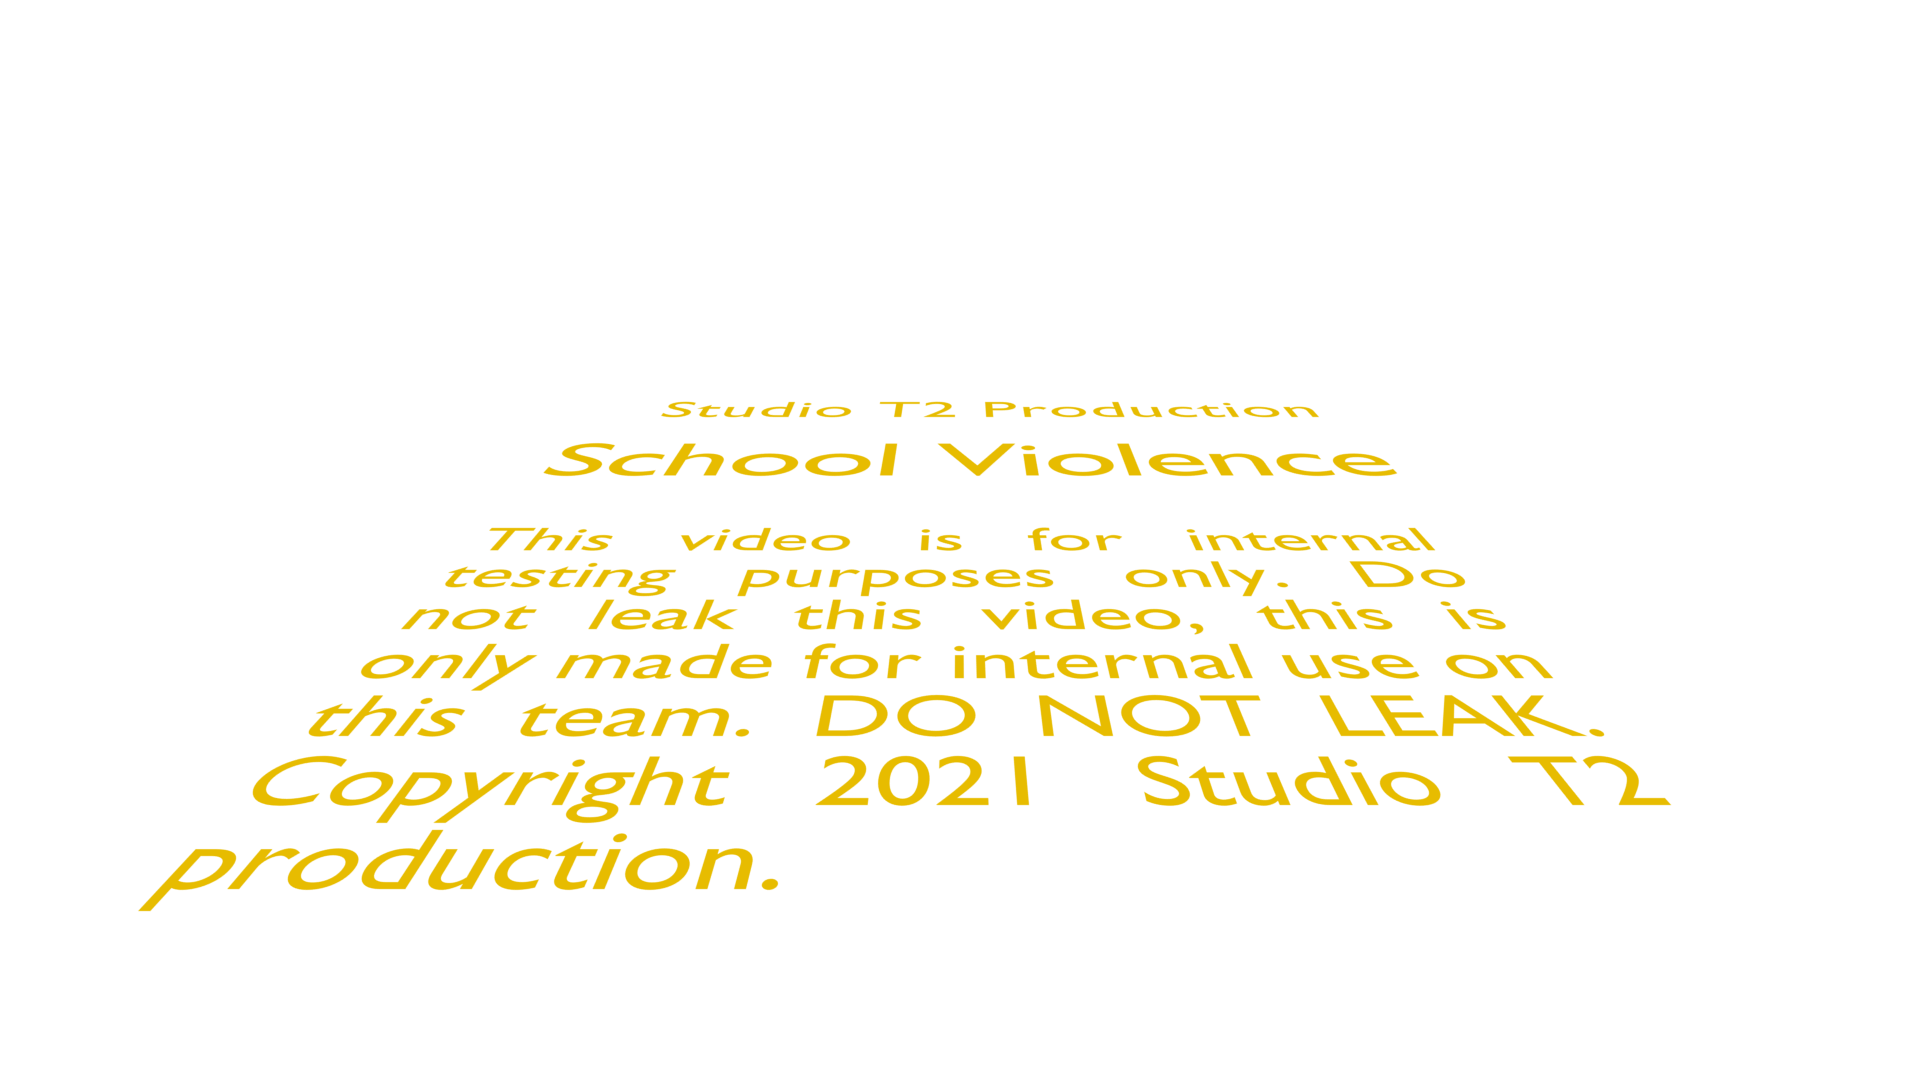 Studio T2 Production
School Violence
This video is for internal
testing purposes only. Do
not leak this video, this is
only made for internal use on
this team. DO NOT LEAK.
Copyright 2021 Studio T2
production.